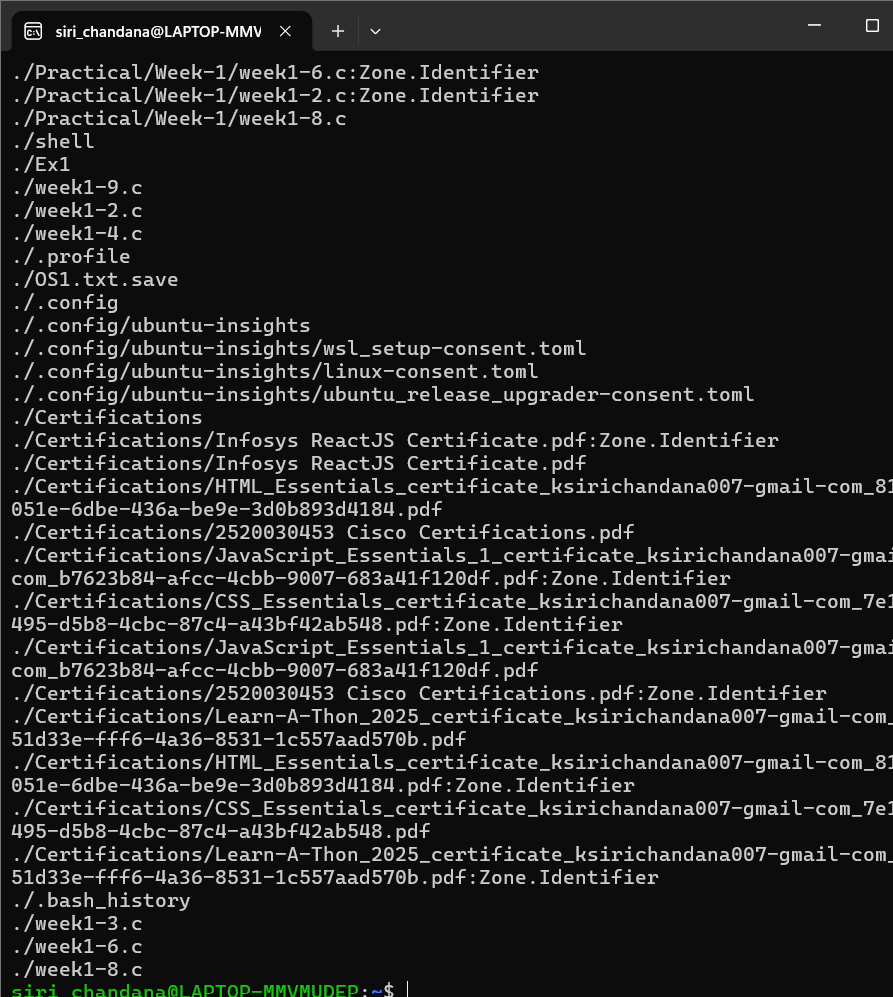 siri_chandana@LAPTOP-MMV
./Practical/Week-1/week1-6.c:Zone.Identifier
./Practical/Week-1/week1-2.c:Zone.Identifier
./Practical/Week-1/week1-8.c
./shell
./Ex1
./week1-9.c
./week1-2.c
./week1-4.c
./.profile
./OS1.txt.save
./.config
./.config/ubuntu-insights
./.config/ubuntu-insights/wsl_setup-consent.toml
./.config/ubuntu-insights/linux-consent.toml
./.config/ubuntu-insights/ubuntu_release_upgrader-consent.toml
./Certifications
./Certifications/Infosys ReactJS Certificate.pdf:Zone.Identifier
./Certifications/Infosys ReactJS Certificate.pdf
./Certifications/HTML_Essentials_certificate_ksirichandana007-gmail-com_81
051e-6dbe-436a-be9e-3d0b893d4184.pdf
./Certifications/2520030453 Cisco Certifications.pdf
./Certifications/JavaScript_Essentials_1_certificate_ksirichandana007-gmai
com_b7623b84-afcc-4cbb-9007-683a41f120df.pdf:Zone.Identifier
./Certifications/CSS_Essentials_certificate_ksirichandana007-gmail-com_7e1
495-d5b8-4cbc-87c4-a43bf42ab548.pdf:Zone.Identifier
./Certifications/JavaScript_Essentials_1_certificate_ksirichandana007-gmai
com_b7623b84-afcc-4cbb-9007-683a41f120df.pdf
./Certifications/2520030453 Cisco Certifications.pdf:Zone.Identifier
./Certifications/Learn-A-Thon_2025_certificate_ksirichandana007-gmail-com_
51d33e-fff6-4a36-8531-1c557aad570b.pdf
./Certifications/HTML_Essentials_certificate_ksirichandana007-gmail-com_81
051e-6dbe-436a-be9e-3d0b893d4184.pdf:Zone.Identifier
./Certifications/CSS_Essentials_certificate_ksirichandana007-gmail-com_7e1
495-d5b8-4cbc-87c4-a43bf42ab548.pdf
./Certifications/Learn-A-Thon_2025_certificate_ksirichandana007-gmail-com_
51d33e-fff6-4a36-8531-1c557aad570b.pdf:Zone.Identifier
./.bash_history
./week1-3.c
./week1-6.c
./week1-8.c
siri_chandana@LAPTOP-MMVMUDEP:~$